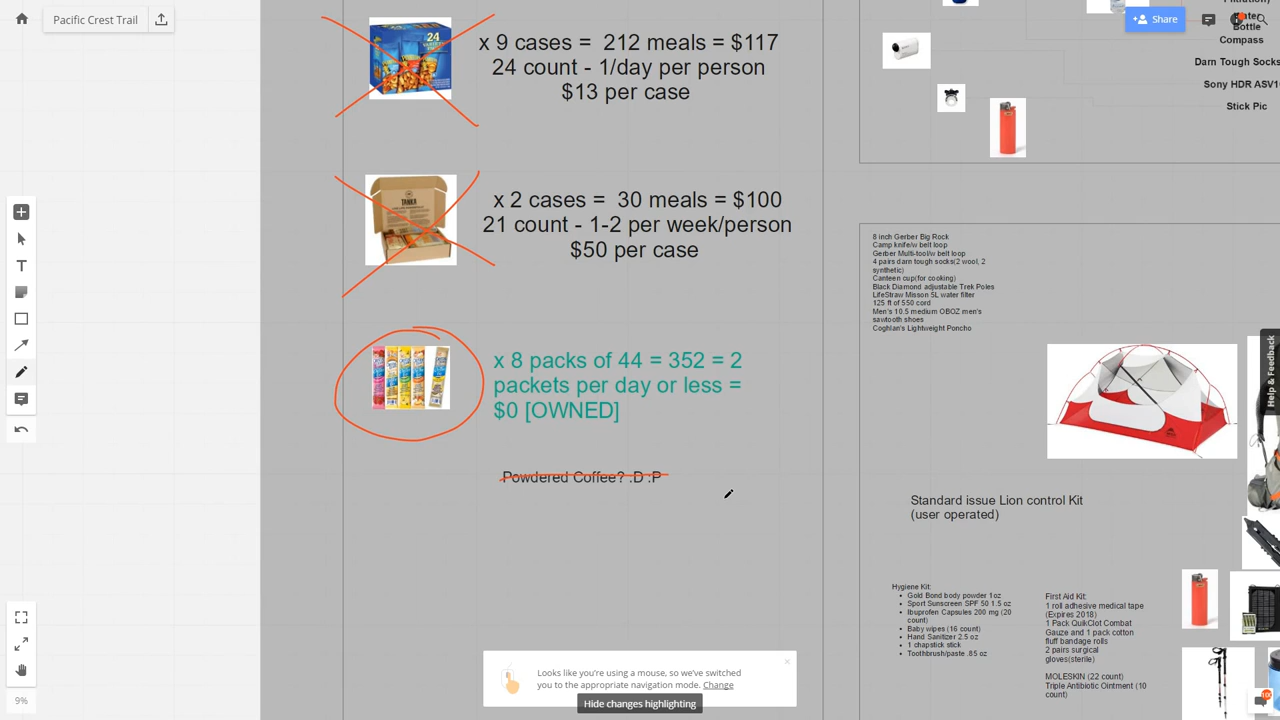 Pacific Crest Trail
Share
24
x 9 cases = 212 meals = $117
24 count - 1/day per person
$13 per case
TANKA
x 2 cases = 30 meals = $100
21 count - 1-2 per week/person
$50 per case
x 8 packs of 44 = 352 = 2
packets per day or less =
$0 [OWNED]
Powdered Coffee? :D :P
Bottle
Compass
Darn Tough Socks
Sony HDR ASV1
Stick Pic
8 inch Gerber Big Rock
Camp knife/w belt loop
Gerber Multi-tool/w belt loop
4 pairs darn tough socks(2 wool, 2
synthetic)
Canteen cup(for cooking)
Black Diamond adjustable Trek Poles
LifeStraw Misson 5L water filter
125 ft of 550 cord
Men's 10.5 medium OBOZ men's
sawtooth shoes
Coghlan's Lightweight Poncho
Help & Feedback
Standard issue Lion control Kit
(user operated)
Hygiene Kit:
• Gold Bond body powder 1oz
• Sport Sunscreen SPF 50 1.5 oz
• Ibuprofen Capsules 200 mg (20
count)
• Baby wipes (16 count)
• Hand Sanitizer 2.5 oz
• 1 chapstick stick
• Toothbrush/paste .85 oz
First Aid Kit:
1 roll adhesive medical tape
(Expires 2018)
1 Pack QuikClot Combat
Gauze and 1 pack cotton
fluff bandage rolls
2 pairs surgical
gloves(sterile)
MOLESKIN (22 count)
Triple Antibiotic Ointment (10
count)
Looks like you're using a mouse, so we've switched
you to the appropriate navigation mode. Change
Hide changes highlighting
9%